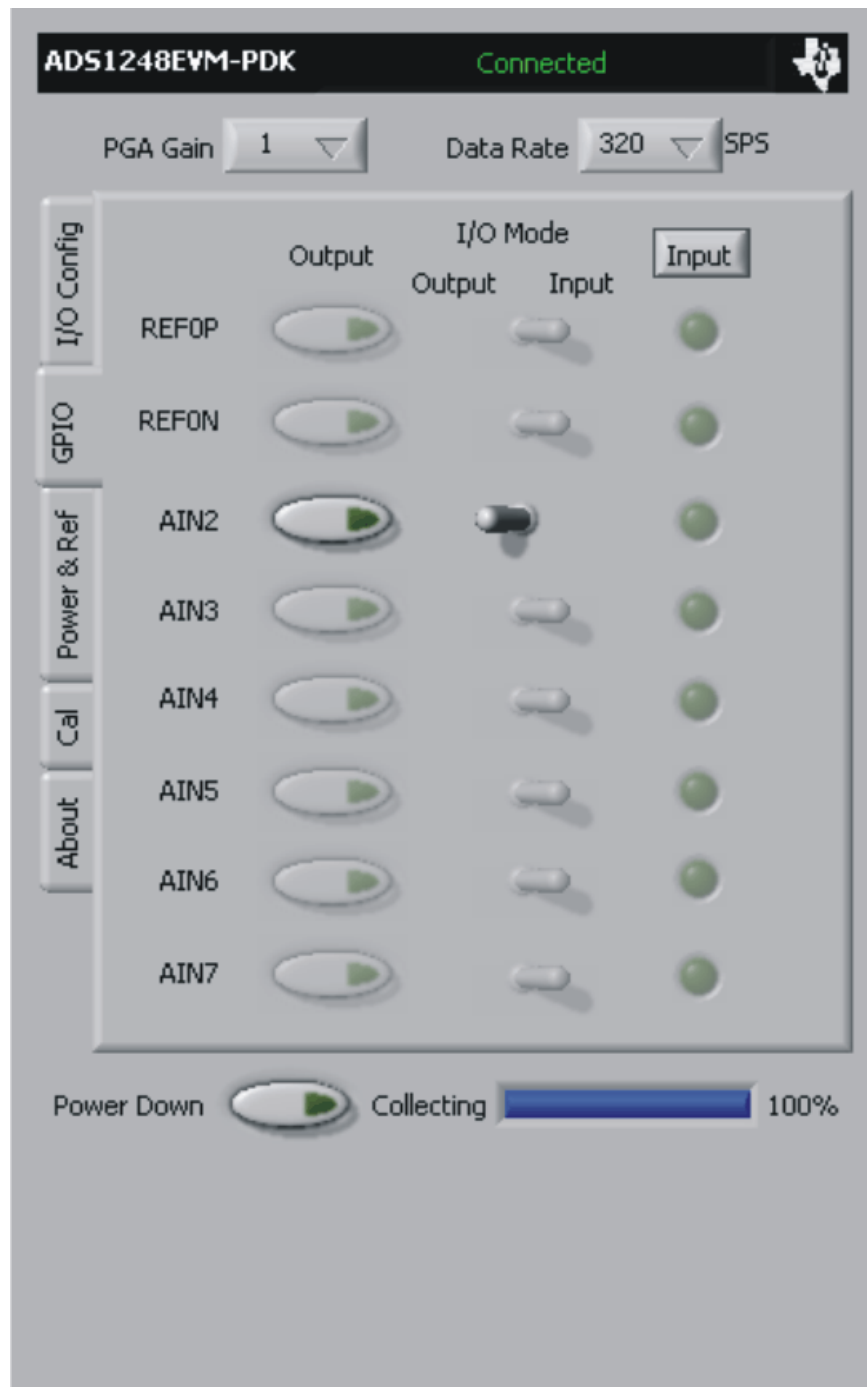 ADS1248EVM-PDK Connected
PGA Gain 1 Data Rate 320 SPS
I/O Config
GPIO
Power & Ref
Cal
About
I/O Mode
Output Input
Output Input
REF0P
REF0N
AIN2
AIN3
AIN4
AIN5
AIN6
AIN7
Power Down Collecting 100%